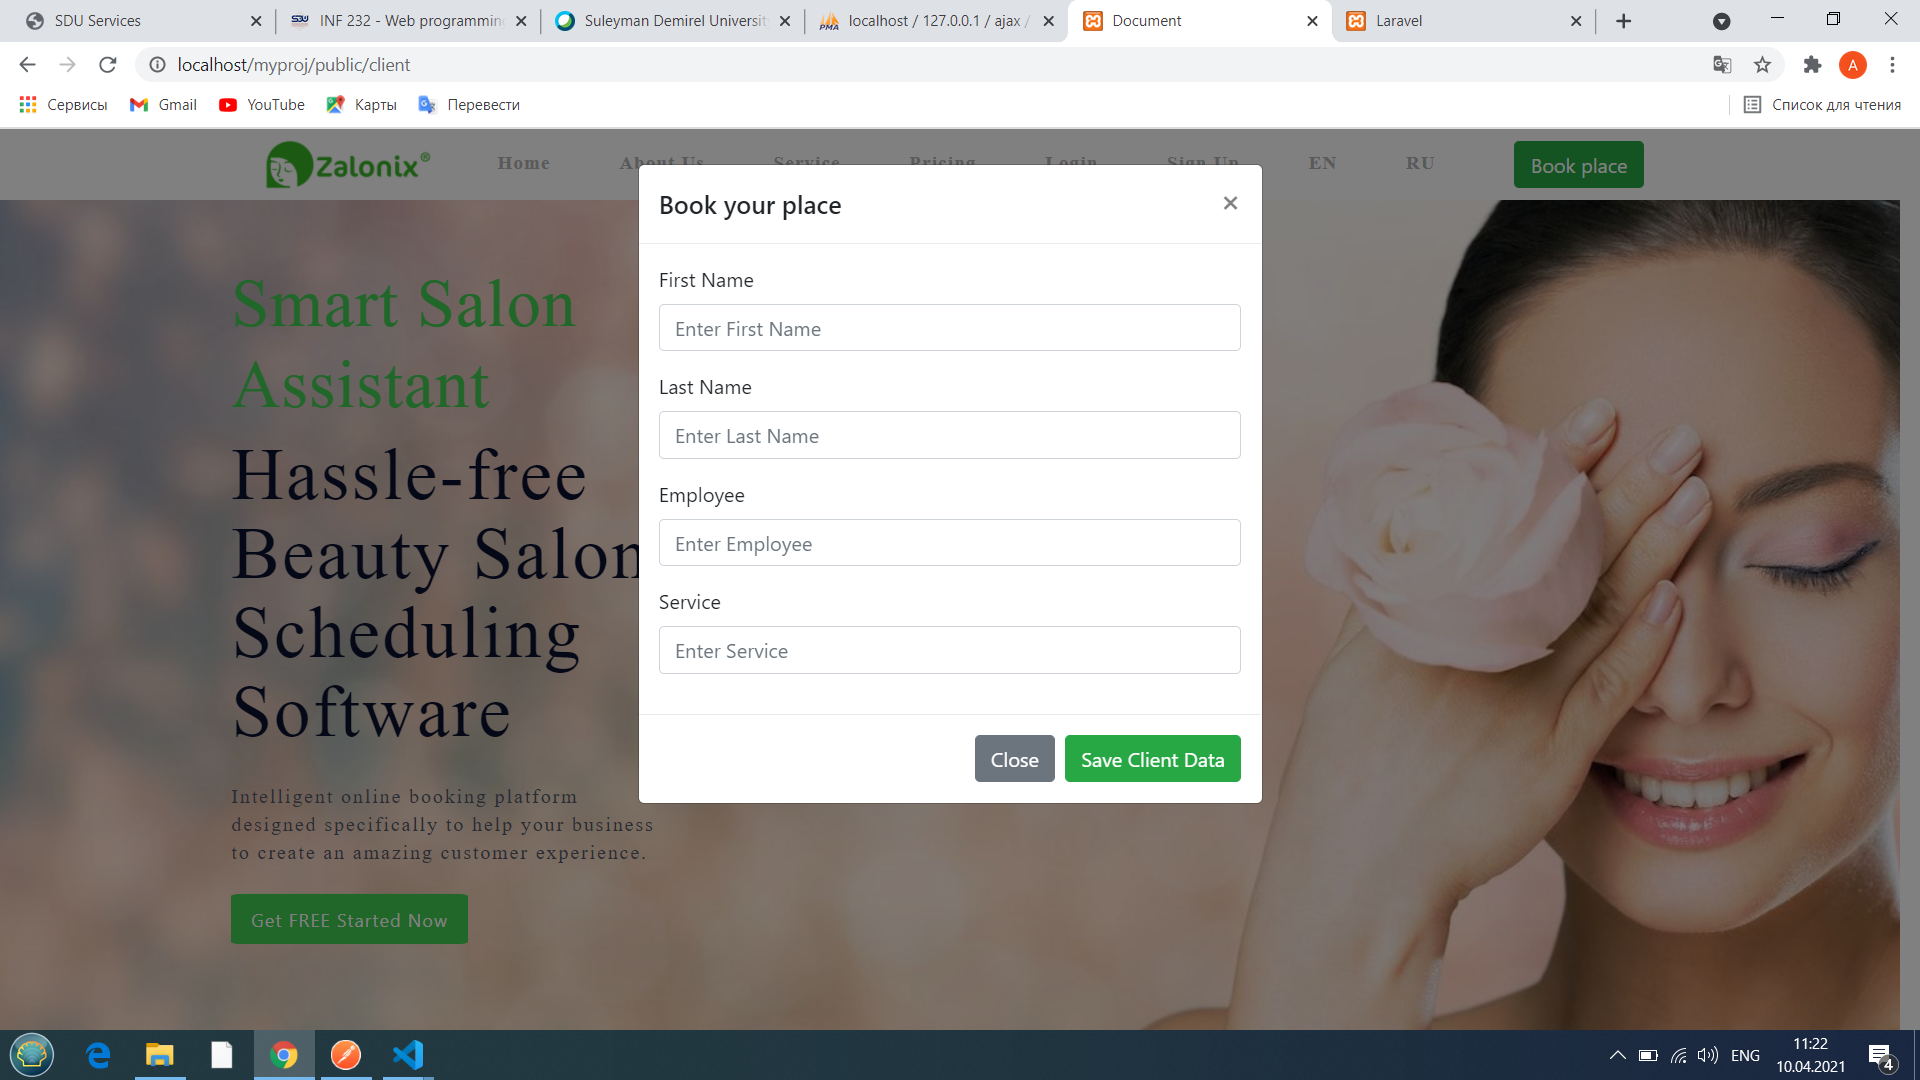 SDU Services
INF 232 - Web programming
Suleyman Demirel Universit
localhost / 127.0.0.1 / ajax /
Document
Laravel
localhost/myproj/public/client
A
Сервисы
Gmail
YouTube
Карты
Перевести
Список для чтения
Zalonix®
Home
About Us
Service
Pricing
Login
Sign Up
EN
RU
Book place
Book your place
×
First Name
Enter First Name
Last Name
Enter Last Name
Employee
Enter Employee
Service
Enter Service
Close
Save Client Data
Smart Salon
Assistant
Hassle-free
Beauty Salon
Scheduling
Software
Intelligent online booking platform
designed specifically to help your business
to create an amazing customer experience.
Get FREE Started Now
ENG
11:22
10.04.2021
4